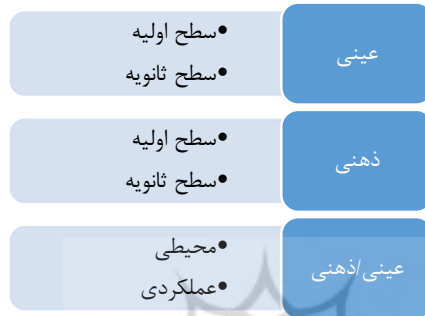 عینی
•سطح اولیه
•سطح ثانویه
ذهنی
•سطح اولیه
•سطح ثانویه
عینی/ذهنی
•محیطی
•عملکردی